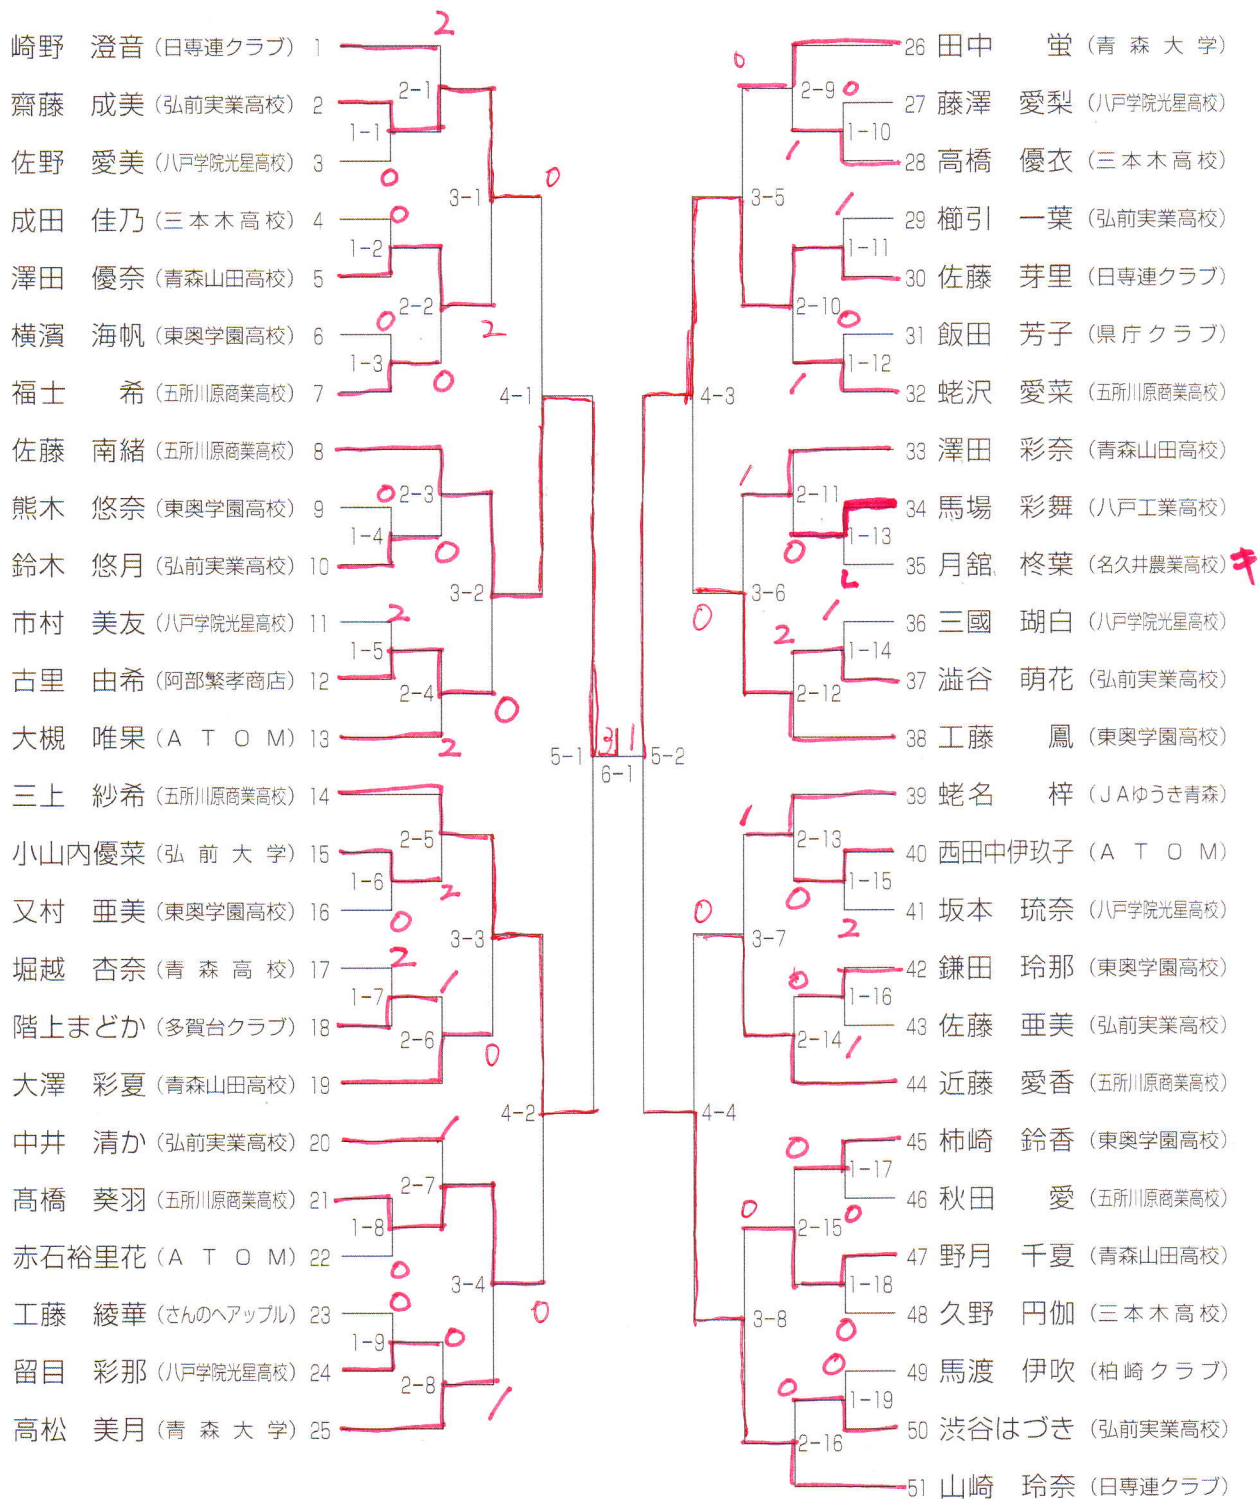 崎野 澄音 (日専連クラブ) 1
齋藤 成美 (弘前実業高校) 2
佐野 愛美 (八戸学院光星高校) 3
成田 佳乃 (三本木高校) 4
澤田 優奈 (青森山田高校) 5
横濱 海帆 (東奥学園高校) 6
福士 希 (五所川原商業高校) 7
佐藤 南緒 (五所川原商業高校) 8
熊木 悠奈 (東奥学園高校) 9
鈴木 悠月 (弘前実業高校) 10
市村 美友 (八戸学院光星高校) 11
古里 由希 (阿部繁孝商店) 12
大槻 唯果 (ATOM) 13
三上 紗希 (五所川原商業高校) 14
小山内優菜 (弘前大学) 15
又村 亜美 (東奥学園高校) 16
堀越 杏奈 (青森高校) 17
階上まどか (多賀台クラブ) 18
大澤 彩夏 (青森山田高校) 19
中井 清か (弘前実業高校) 20
髙橋 葵羽 (五所川原商業高校) 21
赤石裕里花 (ATOM) 22
工藤 綾華 (さんのへアップル) 23
留目 彩那 (八戸学院光星高校) 24
高松 美月 (青森大学) 25
1-1
1-2
1-3
1-4
1-5
1-6
1-7
1-8
1-9
2-1
2-2
2-3
2-4
2-5
2-6
2-7
2-8
3-1
3-2
3-3
3-4
4-1
4-2
5-1
2
0
0
0
0
2
0
0
0
2
0
2
2
0
2
1
0
1
0
0
0
1
0
3 1
6-1
26 田中 蛍 (青森大学)
27 藤澤 愛梨 (八戸学院光星高校)
28 高橋 優衣 (三本木高校)
29 櫛引 一葉 (弘前実業高校)
30 佐藤 芽里 (日専連クラブ)
31 飯田 芳子 (県庁クラブ)
32 蛯沢 愛菜 (五所川原商業高校)
33 澤田 彩奈 (青森山田高校)
34 馬場 彩舞 (八戸工業高校)
35 月舘 柊葉 (名久井農業高校) キ
36 三國 瑚白 (八戸学院光星高校)
37 澁谷 萌花 (弘前実業高校)
38 工藤 鳳 (東奥学園高校)
39 蛯名 梓 (JAゆうき青森)
40 西田中伊玖子 (ATOM)
41 坂本 琉奈 (八戸学院光星高校)
42 鎌田 玲那 (東奥学園高校)
43 佐藤 亜美 (弘前実業高校)
44 近藤 愛香 (五所川原商業高校)
45 柿崎 鈴香 (東奥学園高校)
46 秋田 愛 (五所川原商業高校)
47 野月 千夏 (青森山田高校)
48 久野 円伽 (三本木高校)
49 馬渡 伊吹 (柏崎クラブ)
50 渋谷はづき (弘前実業高校)
51 山崎 玲奈 (日専連クラブ)
1-10
1-11
1-12
1-13
1-14
1-15
1-16
1-17
1-18
1-19
2-9
2-10
2-11
2-12
2-13
2-14
2-15
2-16
3-5
3-6
3-7
3-8
4-3
4-4
5-2
0
0
1
1
0
1
1
0
L
1
2
0
1
0
2
0
0
1
0
0
0
0
0
0